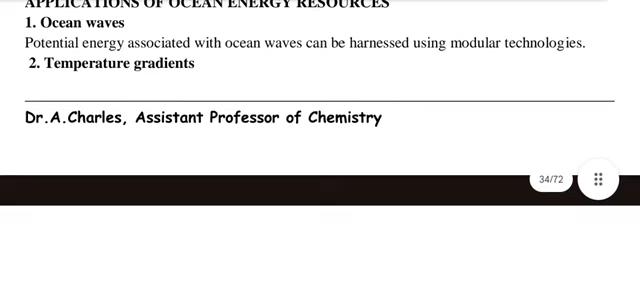 APPLICATIONS OF OCEAN ENERGY RESOURCES
1. Ocean waves
Potential energy associated with ocean waves can be harnessed using modular technologies.
2. Temperature gradients
Dr.A.Charles, Assistant Professor of Chemistry
34/72